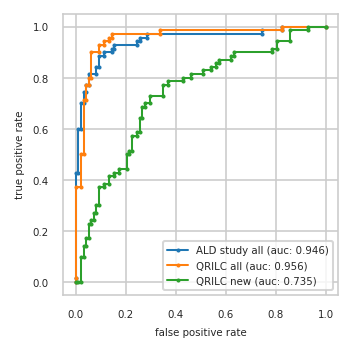 1.0
0.8
0.6
0.4
0.2
0.0
true positive rate
ALD study all (auc: 0.946)
QRILC all (auc: 0.956)
QRILC new (auc: 0.735)
0.0 0.2 0.4 0.6 0.8 1.0
false positive rate